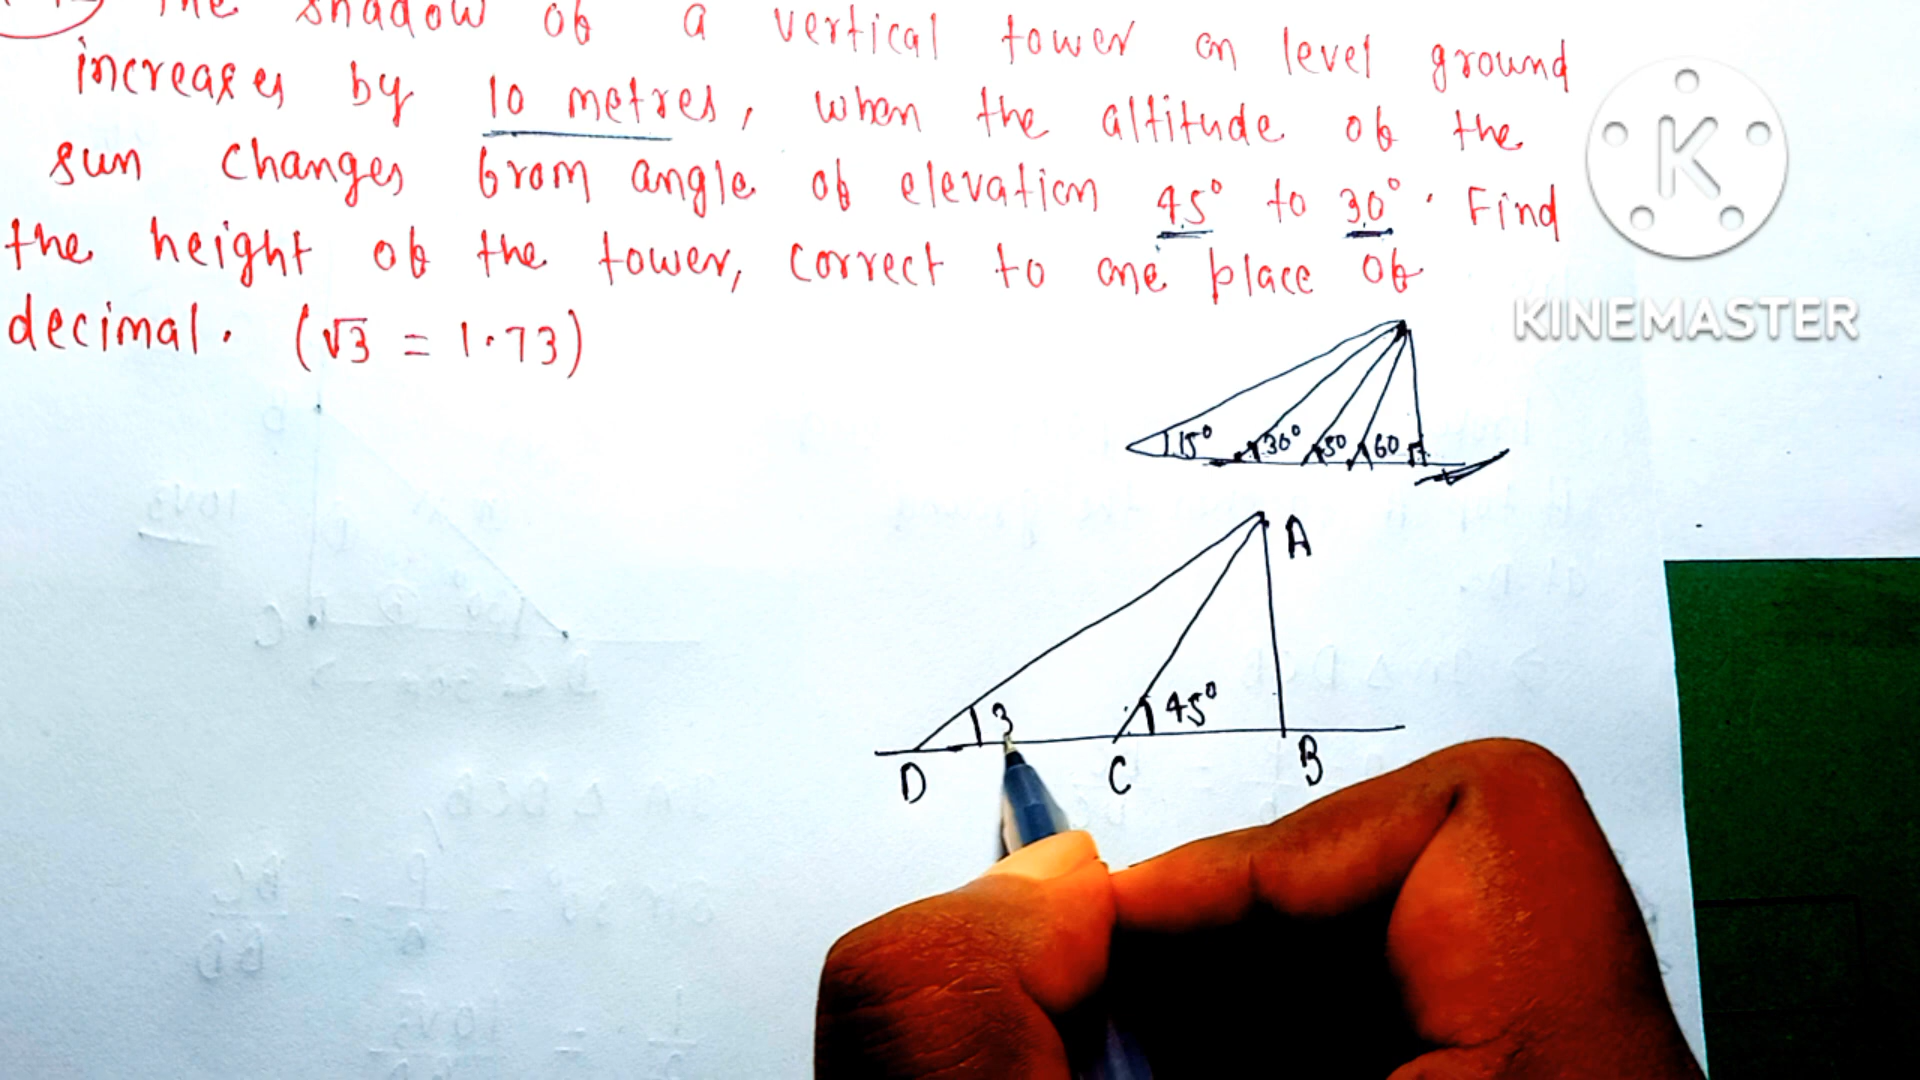 The shadow of a vertical tower on level ground
increases by 10 metres, when the altitude of the
sun changes from angle of elevation 45° to 30°. Find
the height of the tower, correct to one place of
decimal. (√3 = 1.73)
K
KINEMASTER
15° 30° 50 60
A
3 45°
D C B